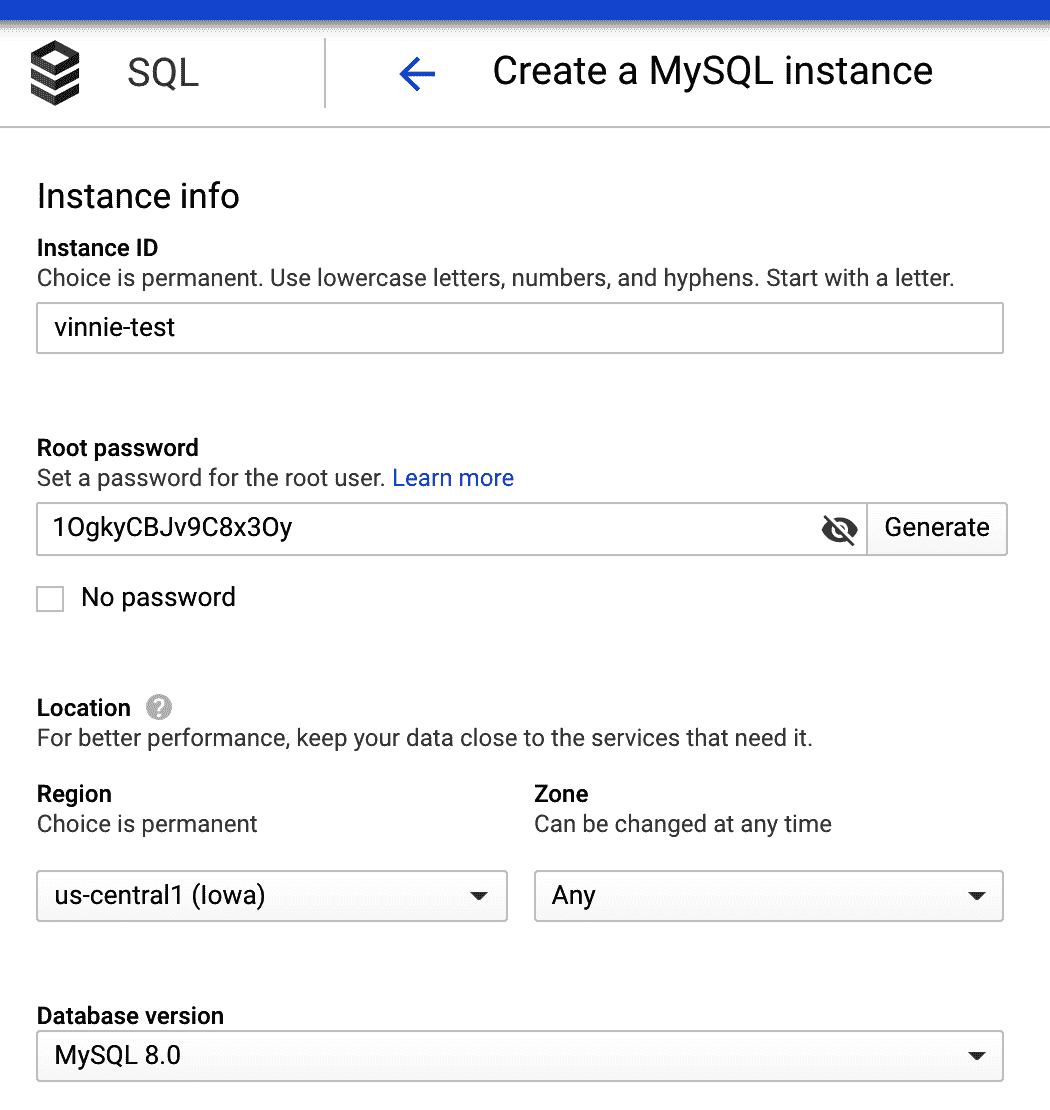 SQL
Create a MySQL instance
Instance info
Instance ID
Choice is permanent. Use lowercase letters, numbers, and hyphens. Start with a letter.
vinnie-test
Root password
Set a password for the root user. Learn more
1OgkyCBJv9C8x3Oy
Generate
No password
Location
For better performance, keep your data close to the services that need it.
Region
Choice is permanent
us-central1 (Iowa)
Zone
Can be changed at any time
Any
Database version
MySQL 8.0